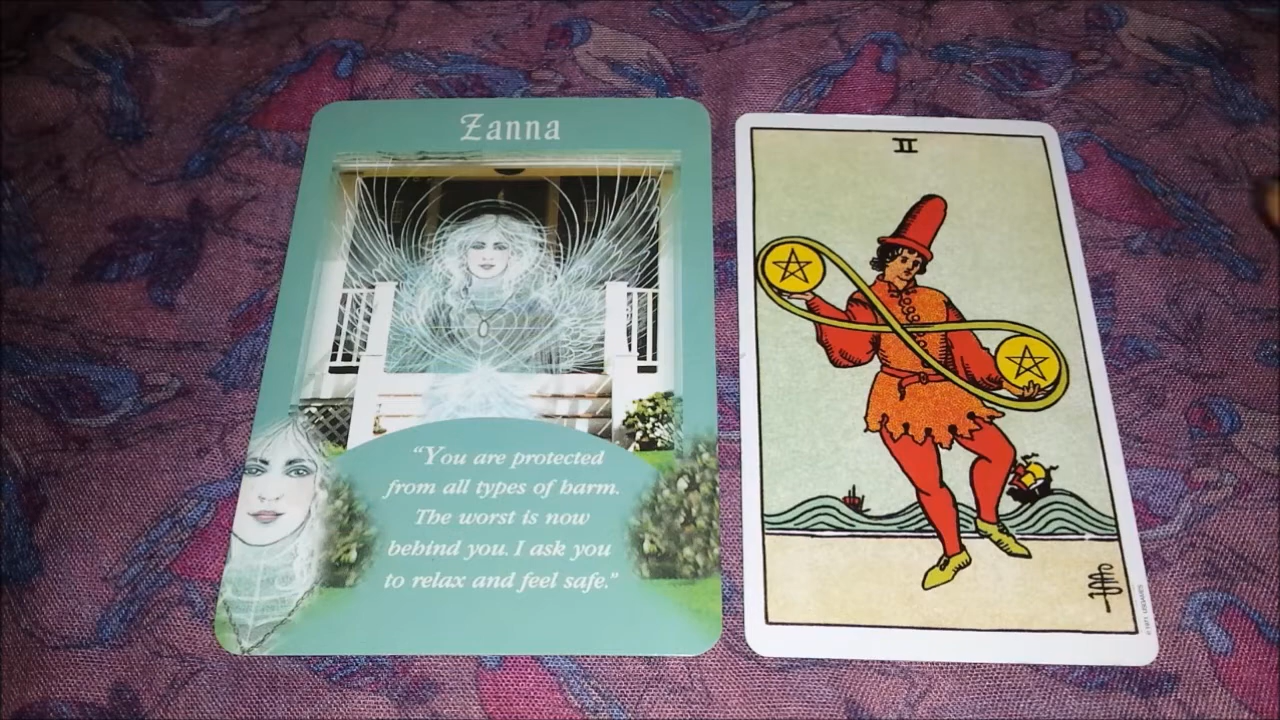 Zanna
“You are protected
from all types of harm.
The worst is now
behind you. I ask you
to relax and feel safe.”
II